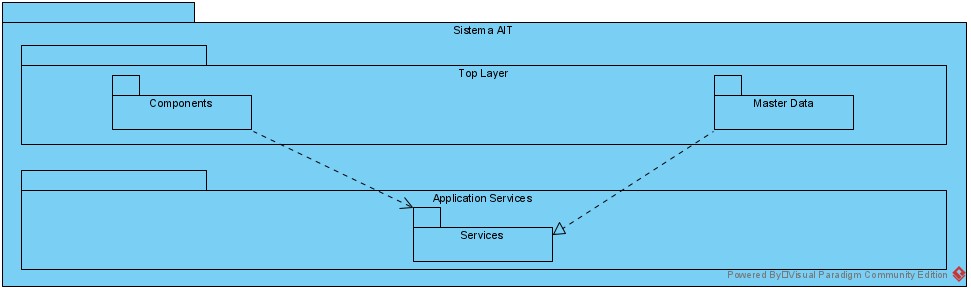 Sistema AIT
Top Layer
Components
Master Data
Application Services
Services
Powered By□Visual Paradigm Community Edition